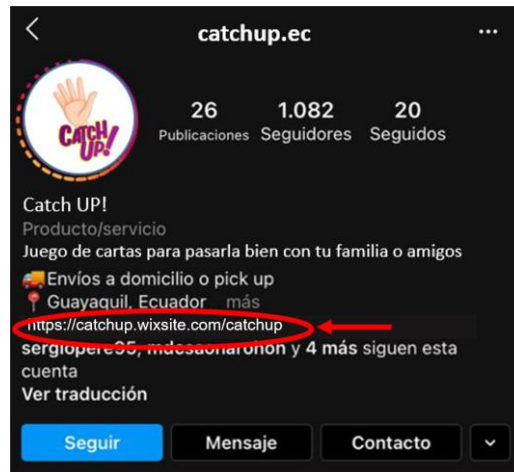 catchup.ec
CATCH
UP!
26 1.082 20
Publicaciones Seguidores Seguidos
Catch UP!
Producto/servicio
Juego de cartas para pasarla bien con tu familia o amigos
Envíos a domicilio o pick up
Guayaquil, Ecuador más
https://catchup.wixsite.com/catchup
y 4 más siguen esta
cuenta
Ver traducción
Seguir Mensaje Contacto